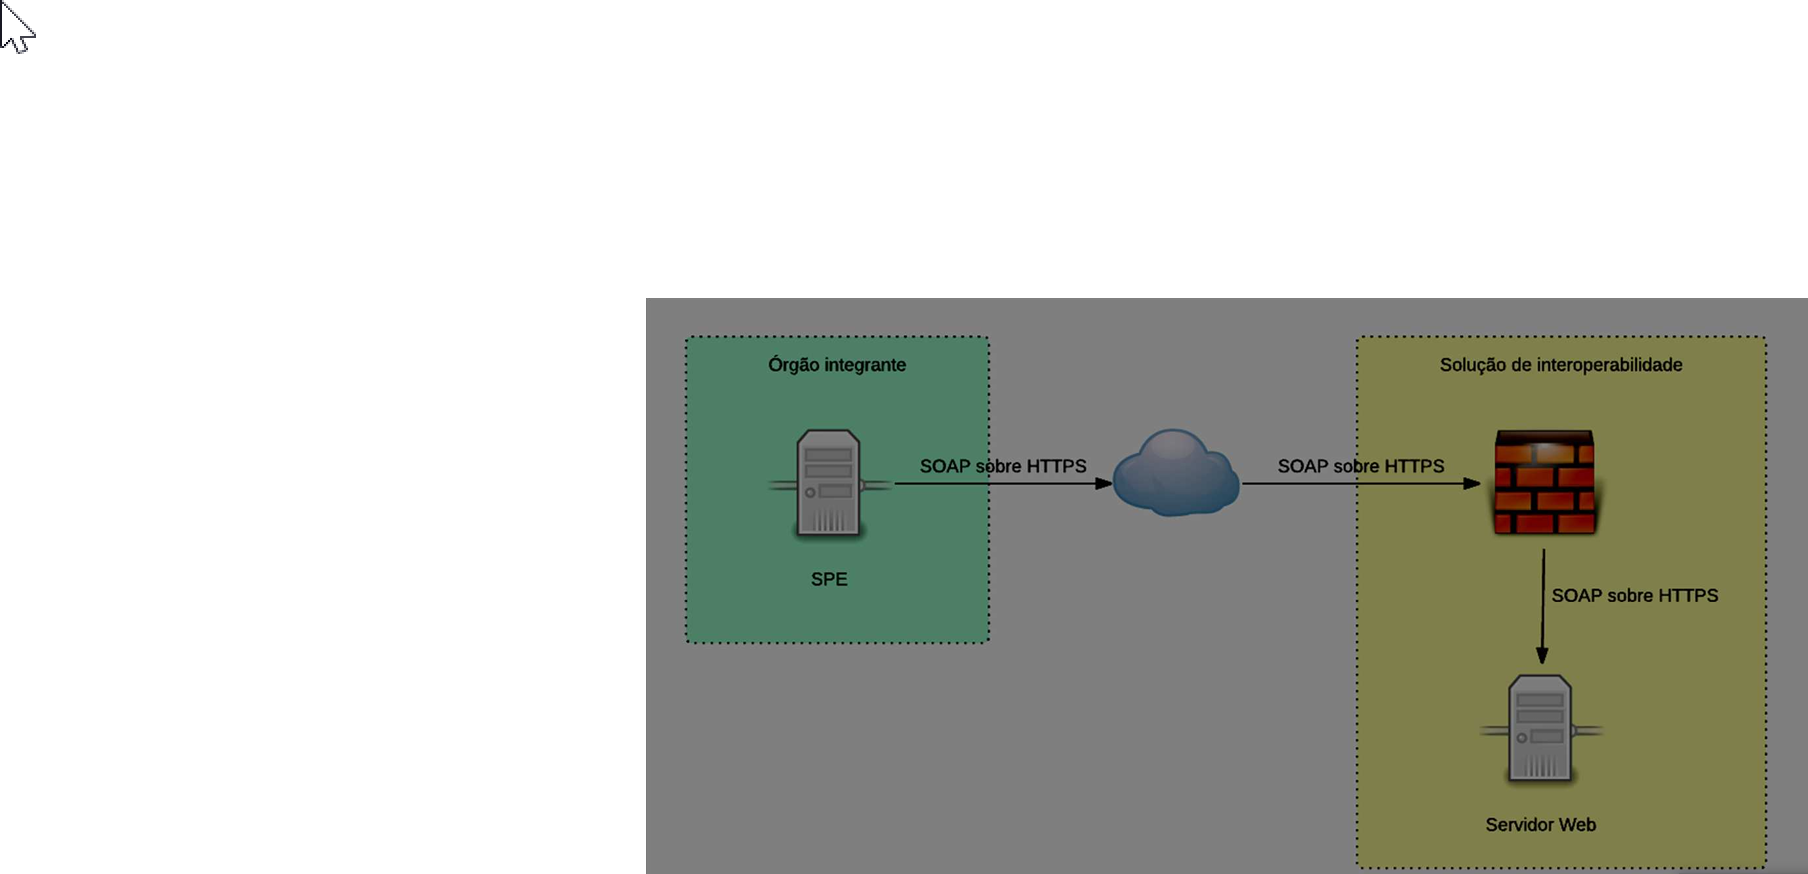 Órgão integrante
Solução de interoperabilidade
SOAP sobre HTTPS
SOAP sobre HTTPS
SPE
SOAP sobre HTTPS
Servidor Web